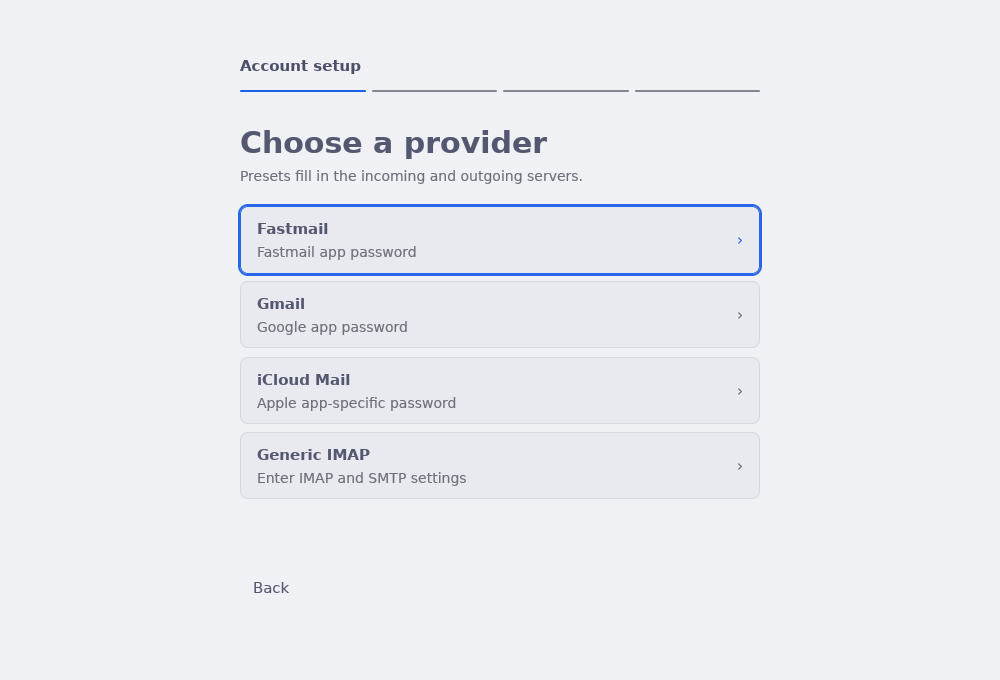 Account setup
Choose a provider
Presets fill in the incoming and outgoing servers.
Fastmail
Fastmail app password
›
Gmail
Google app password
›
iCloud Mail
Apple app-specific password
›
Generic IMAP
Enter IMAP and SMTP settings
›
Back